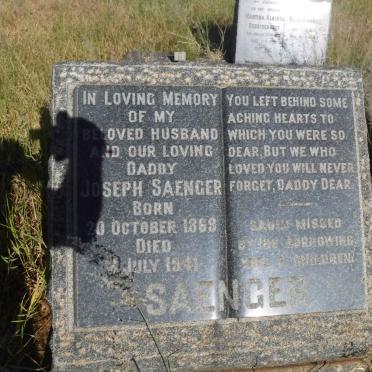 IN LOVING MEMORY
OF MY
BELOVED HUSBAND
AND OUR LOVING
DADDY
JOSEPH SAENGER
BORN
20 OCTOBER 1869
DIED
JULY 1941
YOU LEFT BEHIND SOME
ACHING HEARTS TO
WHICH YOU WERE SO
DEAR, BUT WE WHO
LOVED YOU WILL NEVER
FORGET, DADDY DEAR.
SADLY MISSED
BY THE SORROWING
WIFE & CHILDREN.
SAENGER